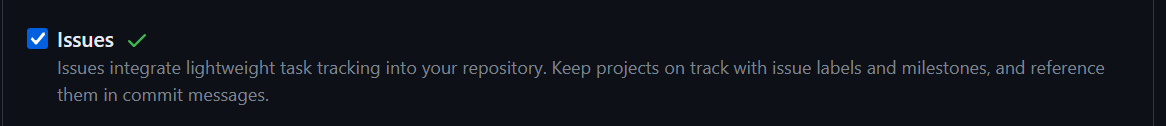 Issues
Issues integrate lightweight task tracking into your repository. Keep projects on track with issue labels and milestones, and reference
them in commit messages.